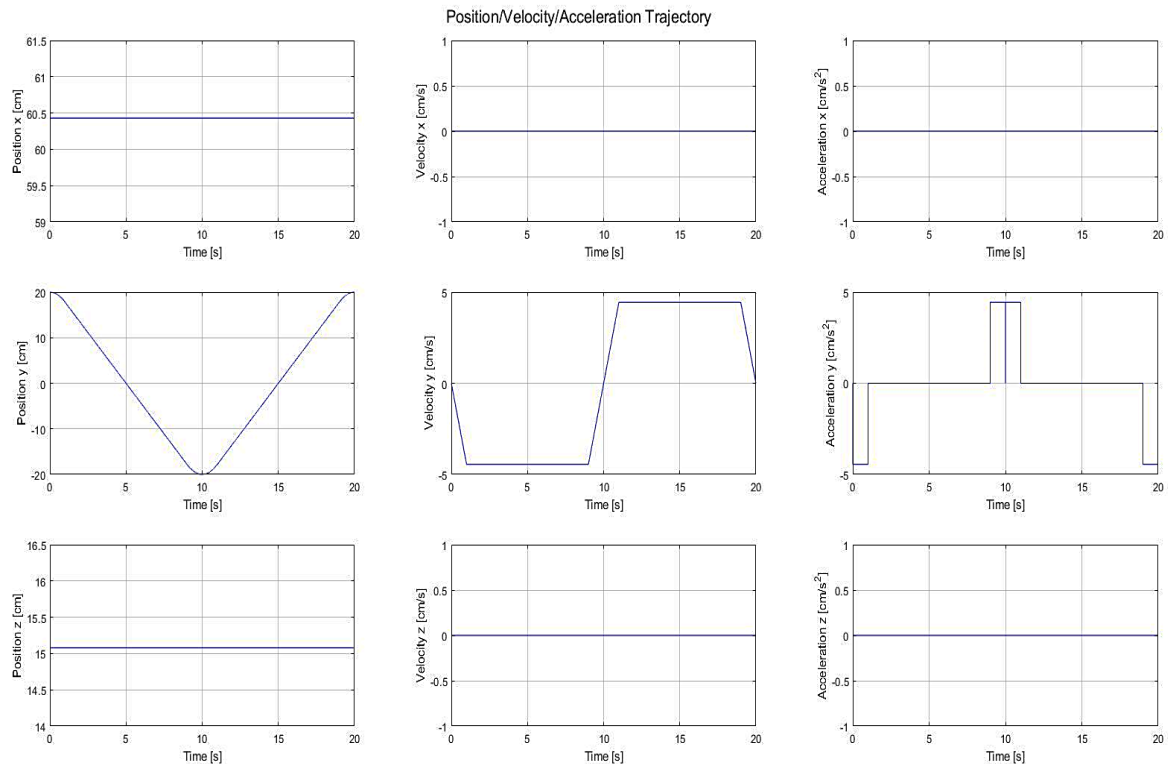 Position/Velocity/Acceleration Trajectory
61.5
61
60.5
60
59.5
59
Position x [cm]
0 5 10 15 20
Time [s]
1
0.5
0
-0.5
-1
Velocity x [cm/s]
0 5 10 15 20
Time [s]
1
0.5
0
-0.5
-1
Acceleration x [cm/s²]
0 5 10 15 20
Time [s]
20
10
0
-10
-20
Position y [cm]
0 5 10 15 20
Time [s]
5
0
-5
Velocity y [cm/s]
0 5 10 15 20
Time [s]
5
0
-5
Acceleration y [cm/s²]
0 5 10 15 20
Time [s]
16.5
16
15.5
15
14.5
14
Position z [cm]
0 5 10 15 20
Time [s]
1
0.5
0
-0.5
-1
Velocity z [cm/s]
0 5 10 15 20
Time [s]
1
0.5
0
-0.5
-1
Acceleration z [cm/s²]
0 5 10 15 20
Time [s]